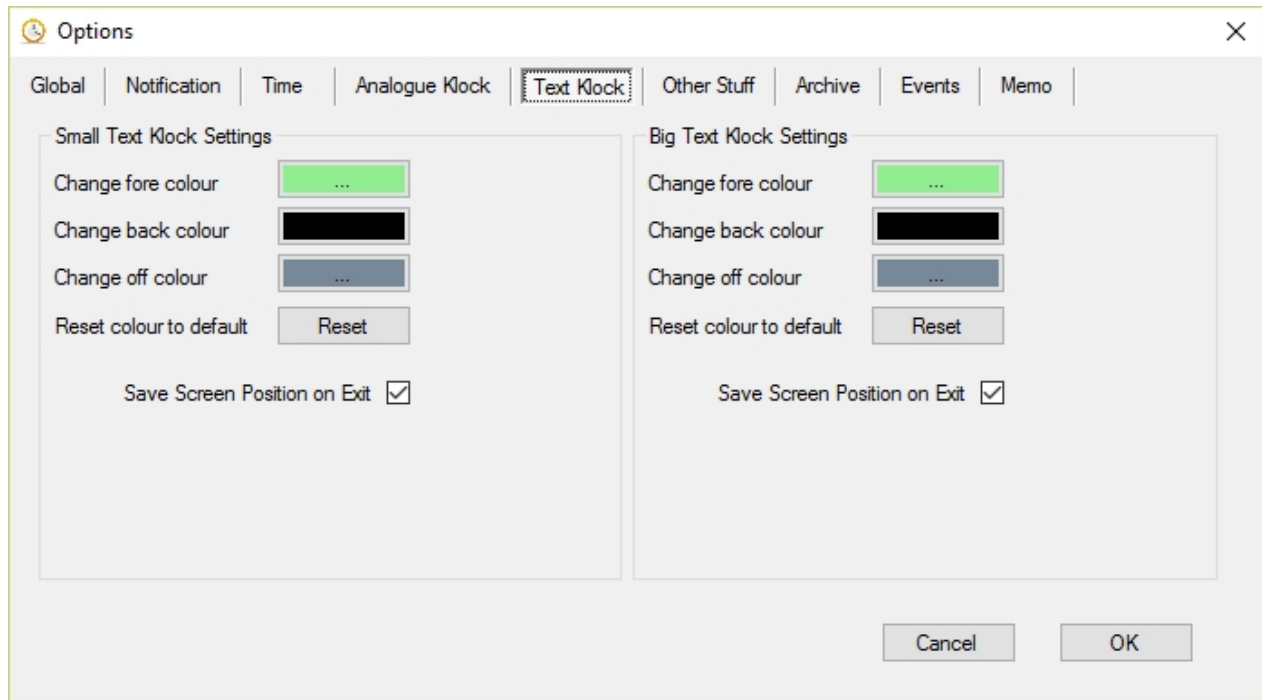 Options
Global Notification Time Analogue Klock Text Klock Other Stuff Archive Events Memo
Small Text Klock Settings
Change fore colour ...
Change back colour
Change off colour ...
Reset colour to default Reset
Save Screen Position on Exit
Big Text Klock Settings
Change fore colour ...
Change back colour
Change off colour ...
Reset colour to default Reset
Save Screen Position on Exit
Cancel OK